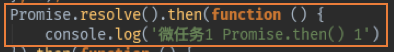 Promise.resolve().then(function () {
console.log('微任务1 Promise.then() 1')